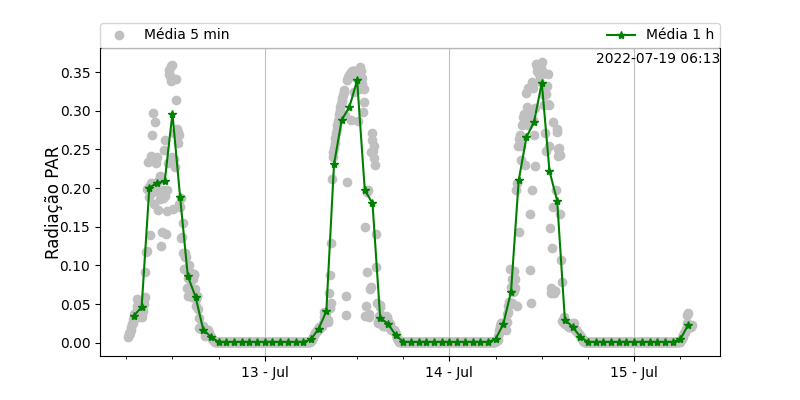 Média 5 min
Média 1 h
2022-07-19 06:13
Radiação PAR
0.35
0.30
0.25
0.20
0.15
0.10
0.05
0.00
13 - Jul
14 - Jul
15 - Jul